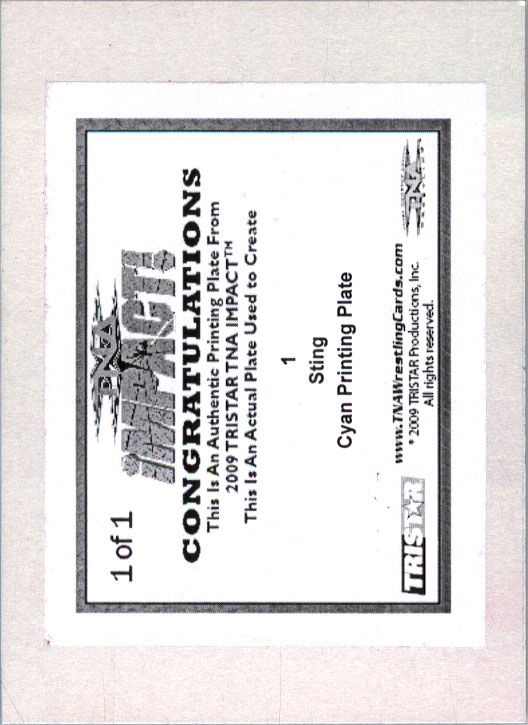 1 of 1
TNA
IMPACT!
CONGRATULATIONS
This Is An Authentic Printing Plate From
2009 TRISTAR TNA IMPACT™
This Is An Actual Plate Used to Create
1
Sting
Cyan Printing Plate
www.TNAWrestlingCards.com
TRISTAR
* 2009 TRISTAR Productions, Inc.
All rights reserved.
TNA